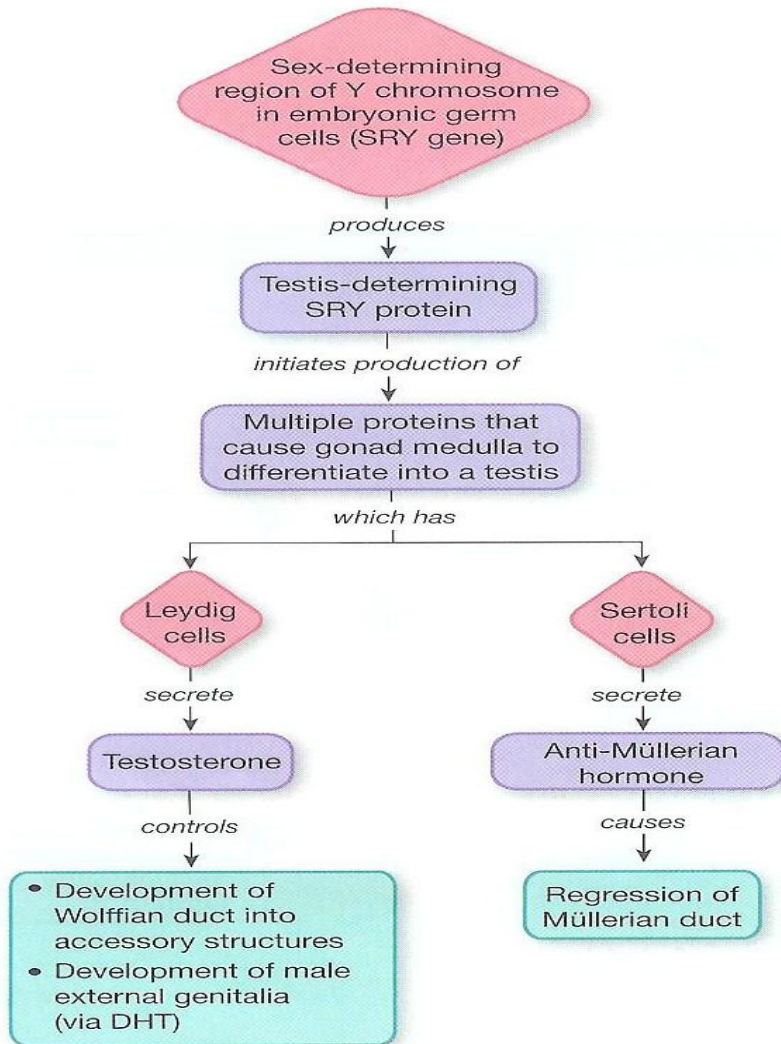 Sex-determining
region of Y chromosome
in embryonic germ
cells (SRY gene)
produces
Testis-determining
SRY protein
initiates production of
Multiple proteins that
cause gonad medulla to
differentiate into a testis
which has
Leydig
cells
secrete
Testosterone
controls
• Development of
Wolffian duct into
accessory structures
• Development of male
external genitalia
(via DHT)
Sertoli
cells
secrete
Anti-Müllerian
hormone
causes
Regression of
Müllerian duct